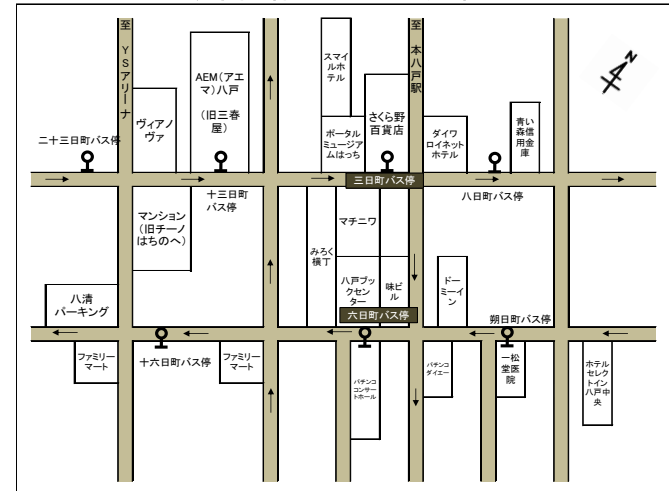 至
ＹＳアリーナ
AEM(アエ
マ)八戸
(旧三春
屋)
ヴィアノ
ヴァ
スマイ
ルホ
テル
さくら野
百貨店
至
本八戸駅
N
ポータル
ミュージア
ムはっち
ダイワ
ロイネット
ホテル
青い
森信
用金
庫
二十三日町バス停
十三日町
バス停
三日町バス停
八日町バス停
マンション
(旧チーノ
はちのへ)
みろく
横丁
マチニワ
八戸ブッ
クセン
ター
味ビ
ル
ドー
ミーイ
ン
八清
パーキング
六日町バス停
朔日町バス停
ファミリー
マート
十六日町バス停
ファミリー
マート
パチンコ
コンサー
トホール
パチンコ
ダイエー
一松
堂医
院
ホテル
セレク
トイン
八戸中
央